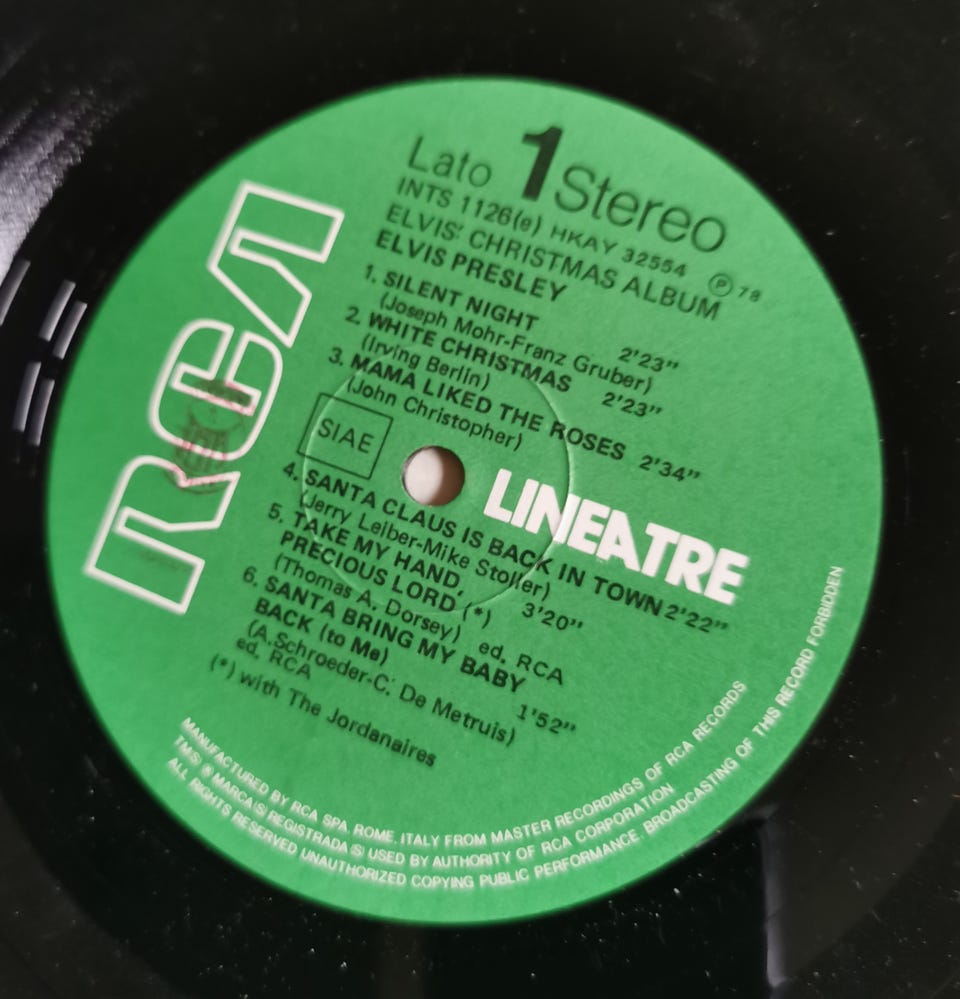 RCA
Lato 1 Stereo
INTS 1126(e) HKAY 32554
ELVIS' CHRISTMAS ALBUM Ⓟ 78
ELVIS PRESLEY
1. SILENT NIGHT 2'23"
(Joseph Mohr-Franz Gruber)
2. WHITE CHRISTMAS 2'23"
(Irving Berlin)
3. MAMA LIKED THE ROSES 2'34"
(John Christopher)
SIAE
LINEATRE
4. SANTA CLAUS IS BACK IN TOWN 2'22"
(Jerry Leiber-Mike Stoller)
5. TAKE MY HAND,
PRECIOUS LORD (*) 3'20"
(Thomas A. Dorsey) ed. RCA
6. SANTA BRING MY BABY
BACK (to Me) 1'52"
(A.Schroeder-C. De Metruis)
ed. RCA
(*) with The Jordanaires
MANUFACTURED BY RCA SPA, ROME, ITALY FROM MASTER RECORDINGS OF RCA RECORDS
TM(S) ® MARCA(S) REGISTRADA(S) USED BY AUTHORITY OF RCA CORPORATION
ALL RIGHTS RESERVED UNAUTHORIZED COPYING PUBLIC PERFORMANCE. BROADCASTING OF THIS RECORD FORBIDDEN